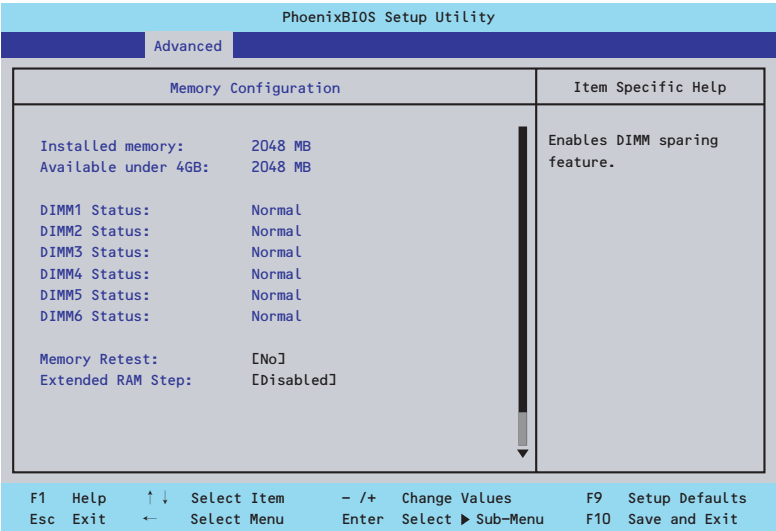 PhoenixBIOS Setup Utility
Advanced
Memory Configuration
Item Specific Help
Installed memory: 2048 MB
Available under 4GB: 2048 MB
DIMM1 Status: Normal
DIMM2 Status: Normal
DIMM3 Status: Normal
DIMM4 Status: Normal
DIMM5 Status: Normal
DIMM6 Status: Normal
Memory Retest: [No]
Extended RAM Step: [Disabled]
Enables DIMM sparing
feature.
F1 Help ↑↓ Select Item – /+ Change Values F9 Setup Defaults
Esc Exit ← Select Menu Enter Select ▶ Sub-Menu F10 Save and Exit